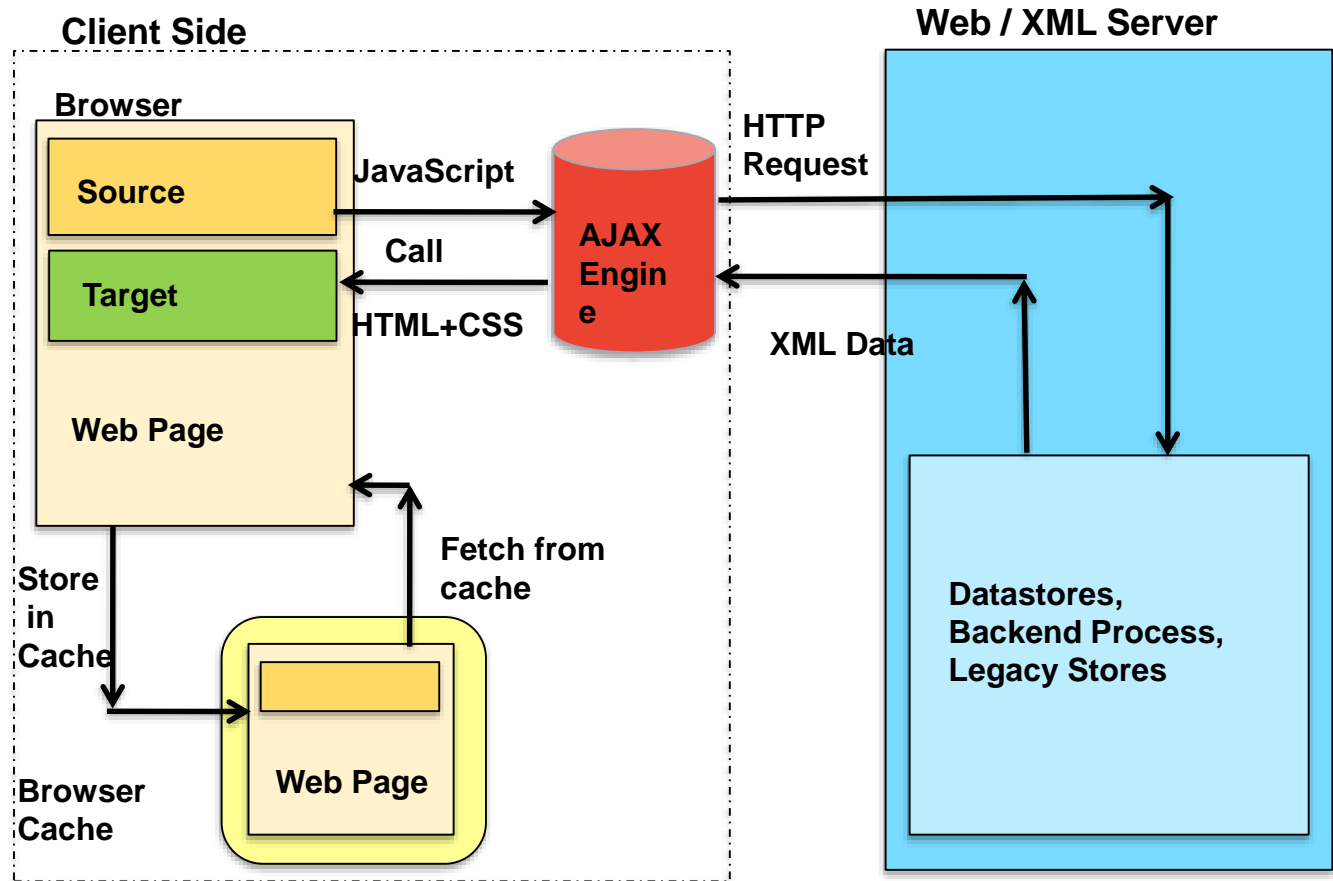 Client Side
Web / XML Server
Browser
Source
JavaScript
Call
HTML+CSS
Target
Web Page
AJAX
Engin
e
HTTP
Request
XML Data
Store
in
Cache
Fetch from
cache
Web Page
Browser
Cache
Datastores,
Backend Process,
Legacy Stores